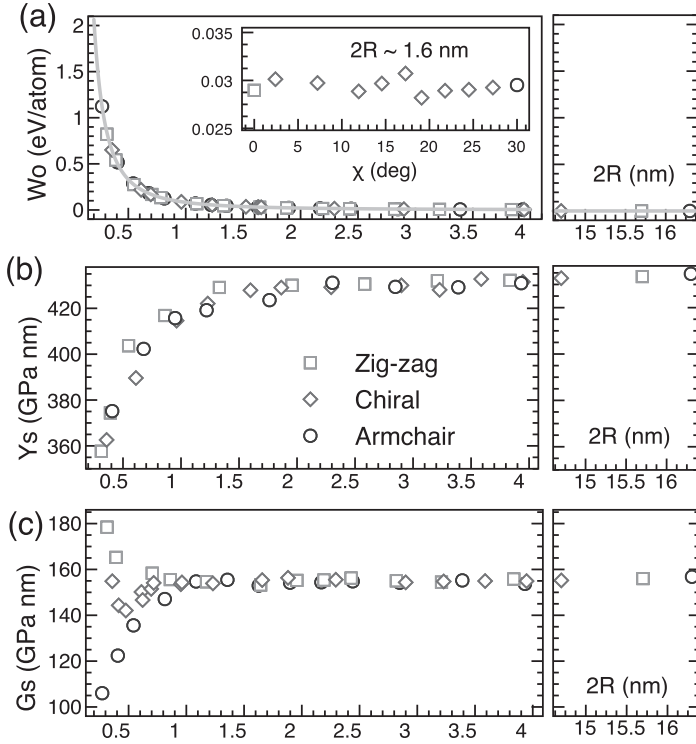 (a)
Wo (eV/atom)
2
1.5
1
0.5
0
0.035
0.03
0.025
2R ~ 1.6 nm
0 5 10 15 20 25 30
χ (deg)
2R (nm)
0.5 1 1.5 2 2.5 3 3.5 4
15 15.5 16
(b)
Ys (GPa nm)
420
400
380
360
Zig-zag
Chiral
Armchair
2R (nm)
0.5 1 1.5 2 2.5 3 3.5 4
15 15.5 16
(c)
Gs (GPa nm)
180
160
140
120
100
2R (nm)
0.5 1 1.5 2 2.5 3 3.5 4
15 15.5 16